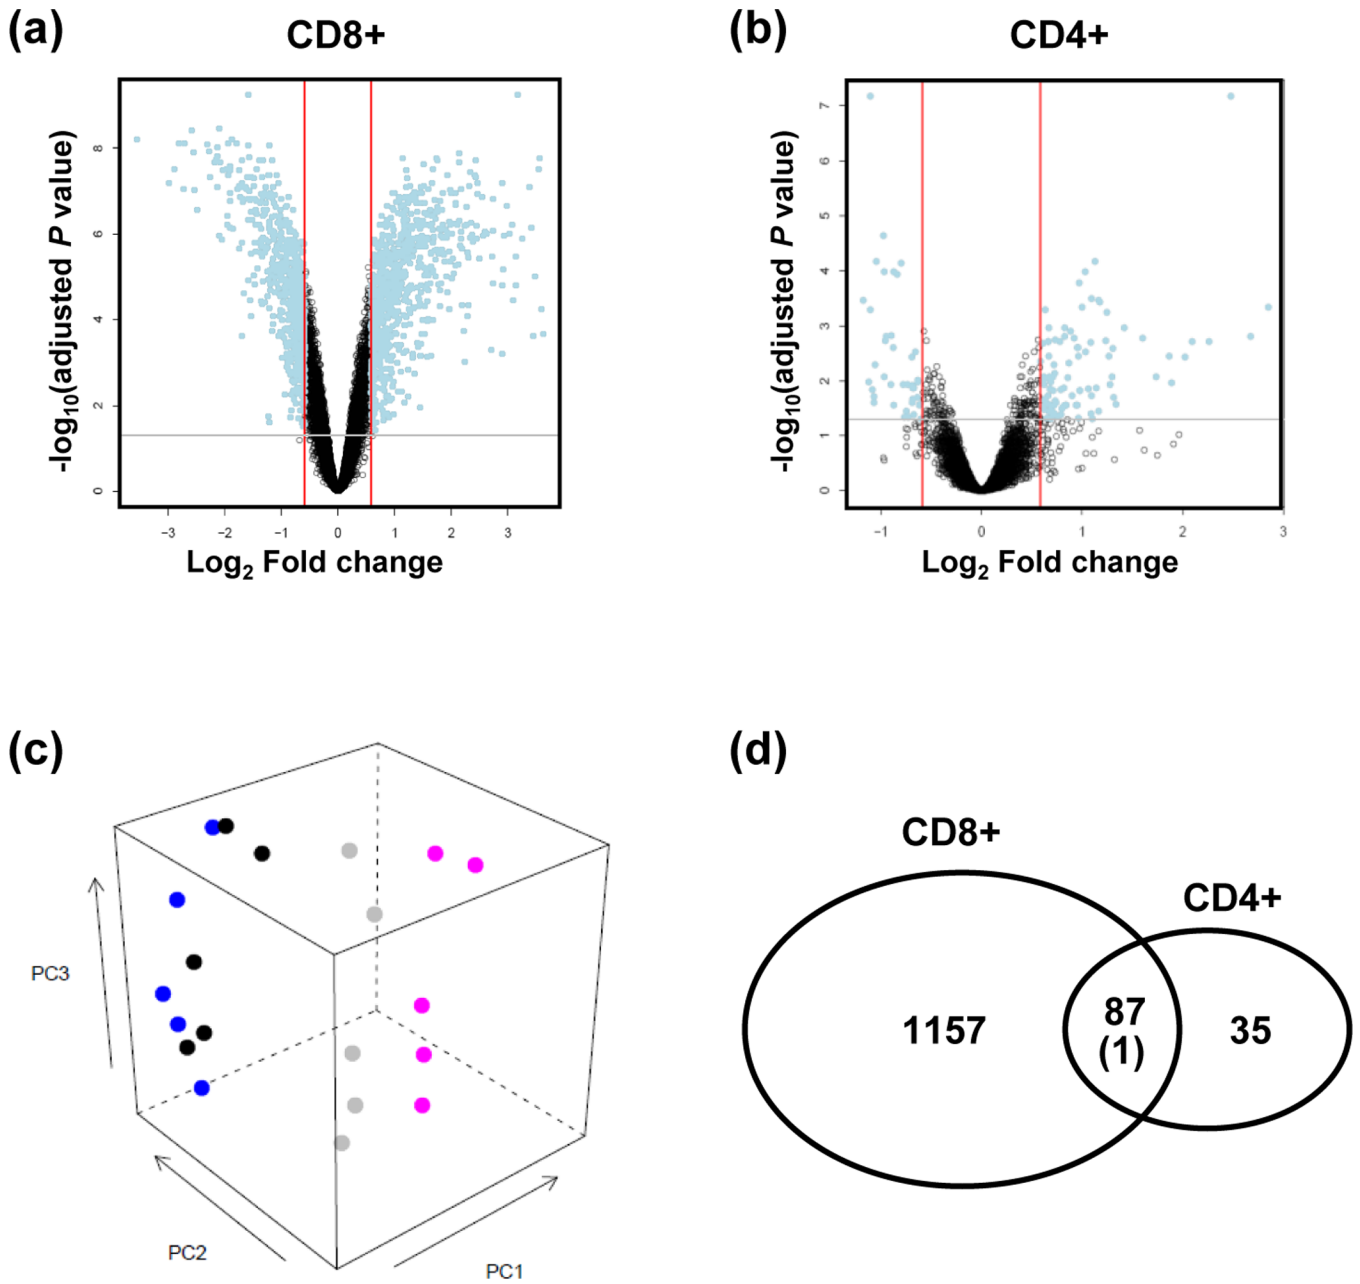 (a)
CD8+
-log10(adjusted P value)
8
6
4
2
0
−3 −2 −1 0 1 2 3
Log2 Fold change
(b)
CD4+
-log10(adjusted P value)
7
6
5
4
3
2
1
0
−1 0 1 2 3
Log2 Fold change
(c)
PC3
PC2
PC1
(d)
CD8+
CD4+
1157
87
(1)
35